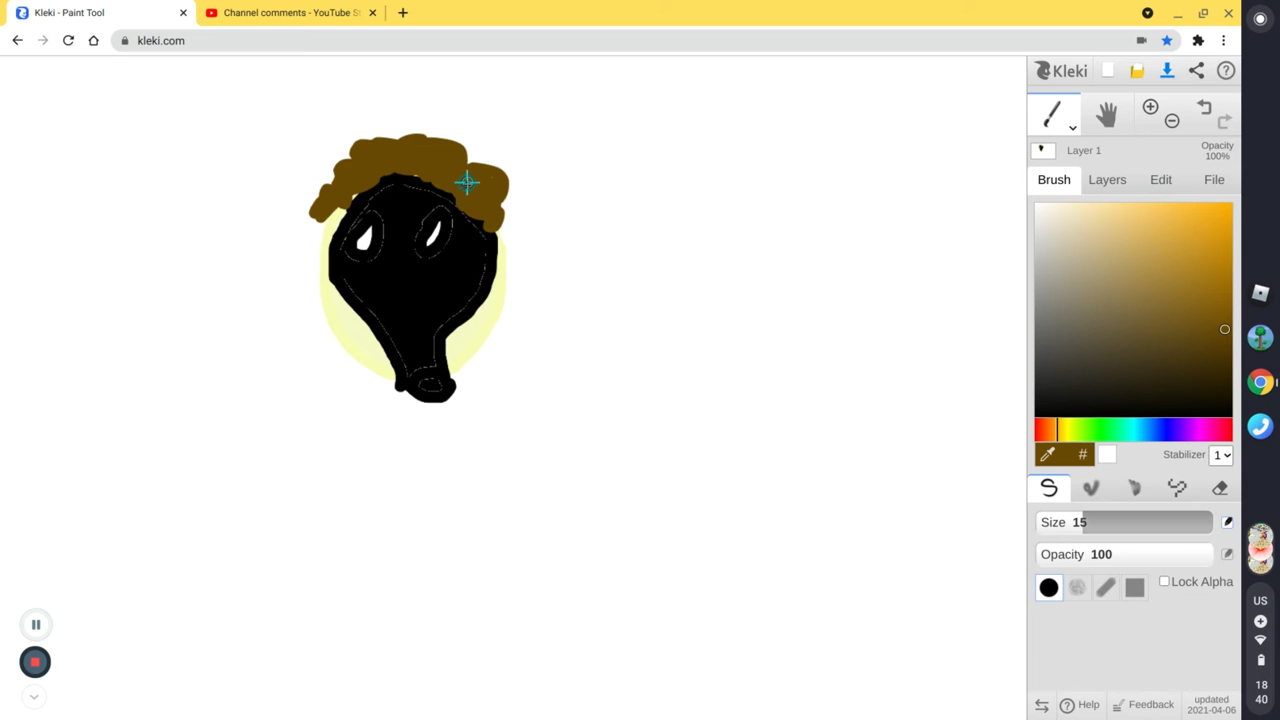 Kleki - Paint Tool
Channel comments - YouTube S
kleki.com
Kleki
Layer 1
Opacity
100%
Brush Layers Edit File
# Stabilizer 1
Size 15
Opacity 100
Lock Alpha
Help Feedback updated
2021-04-06
US
18
40